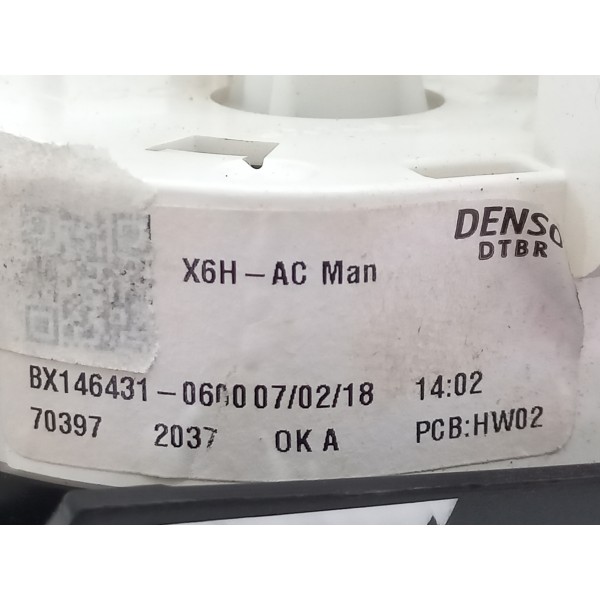 DENSO
DTBR
X6H-AC Man
BX146431-0600 07/02/18 14:02
70397 2037 OK A PCB:HW02